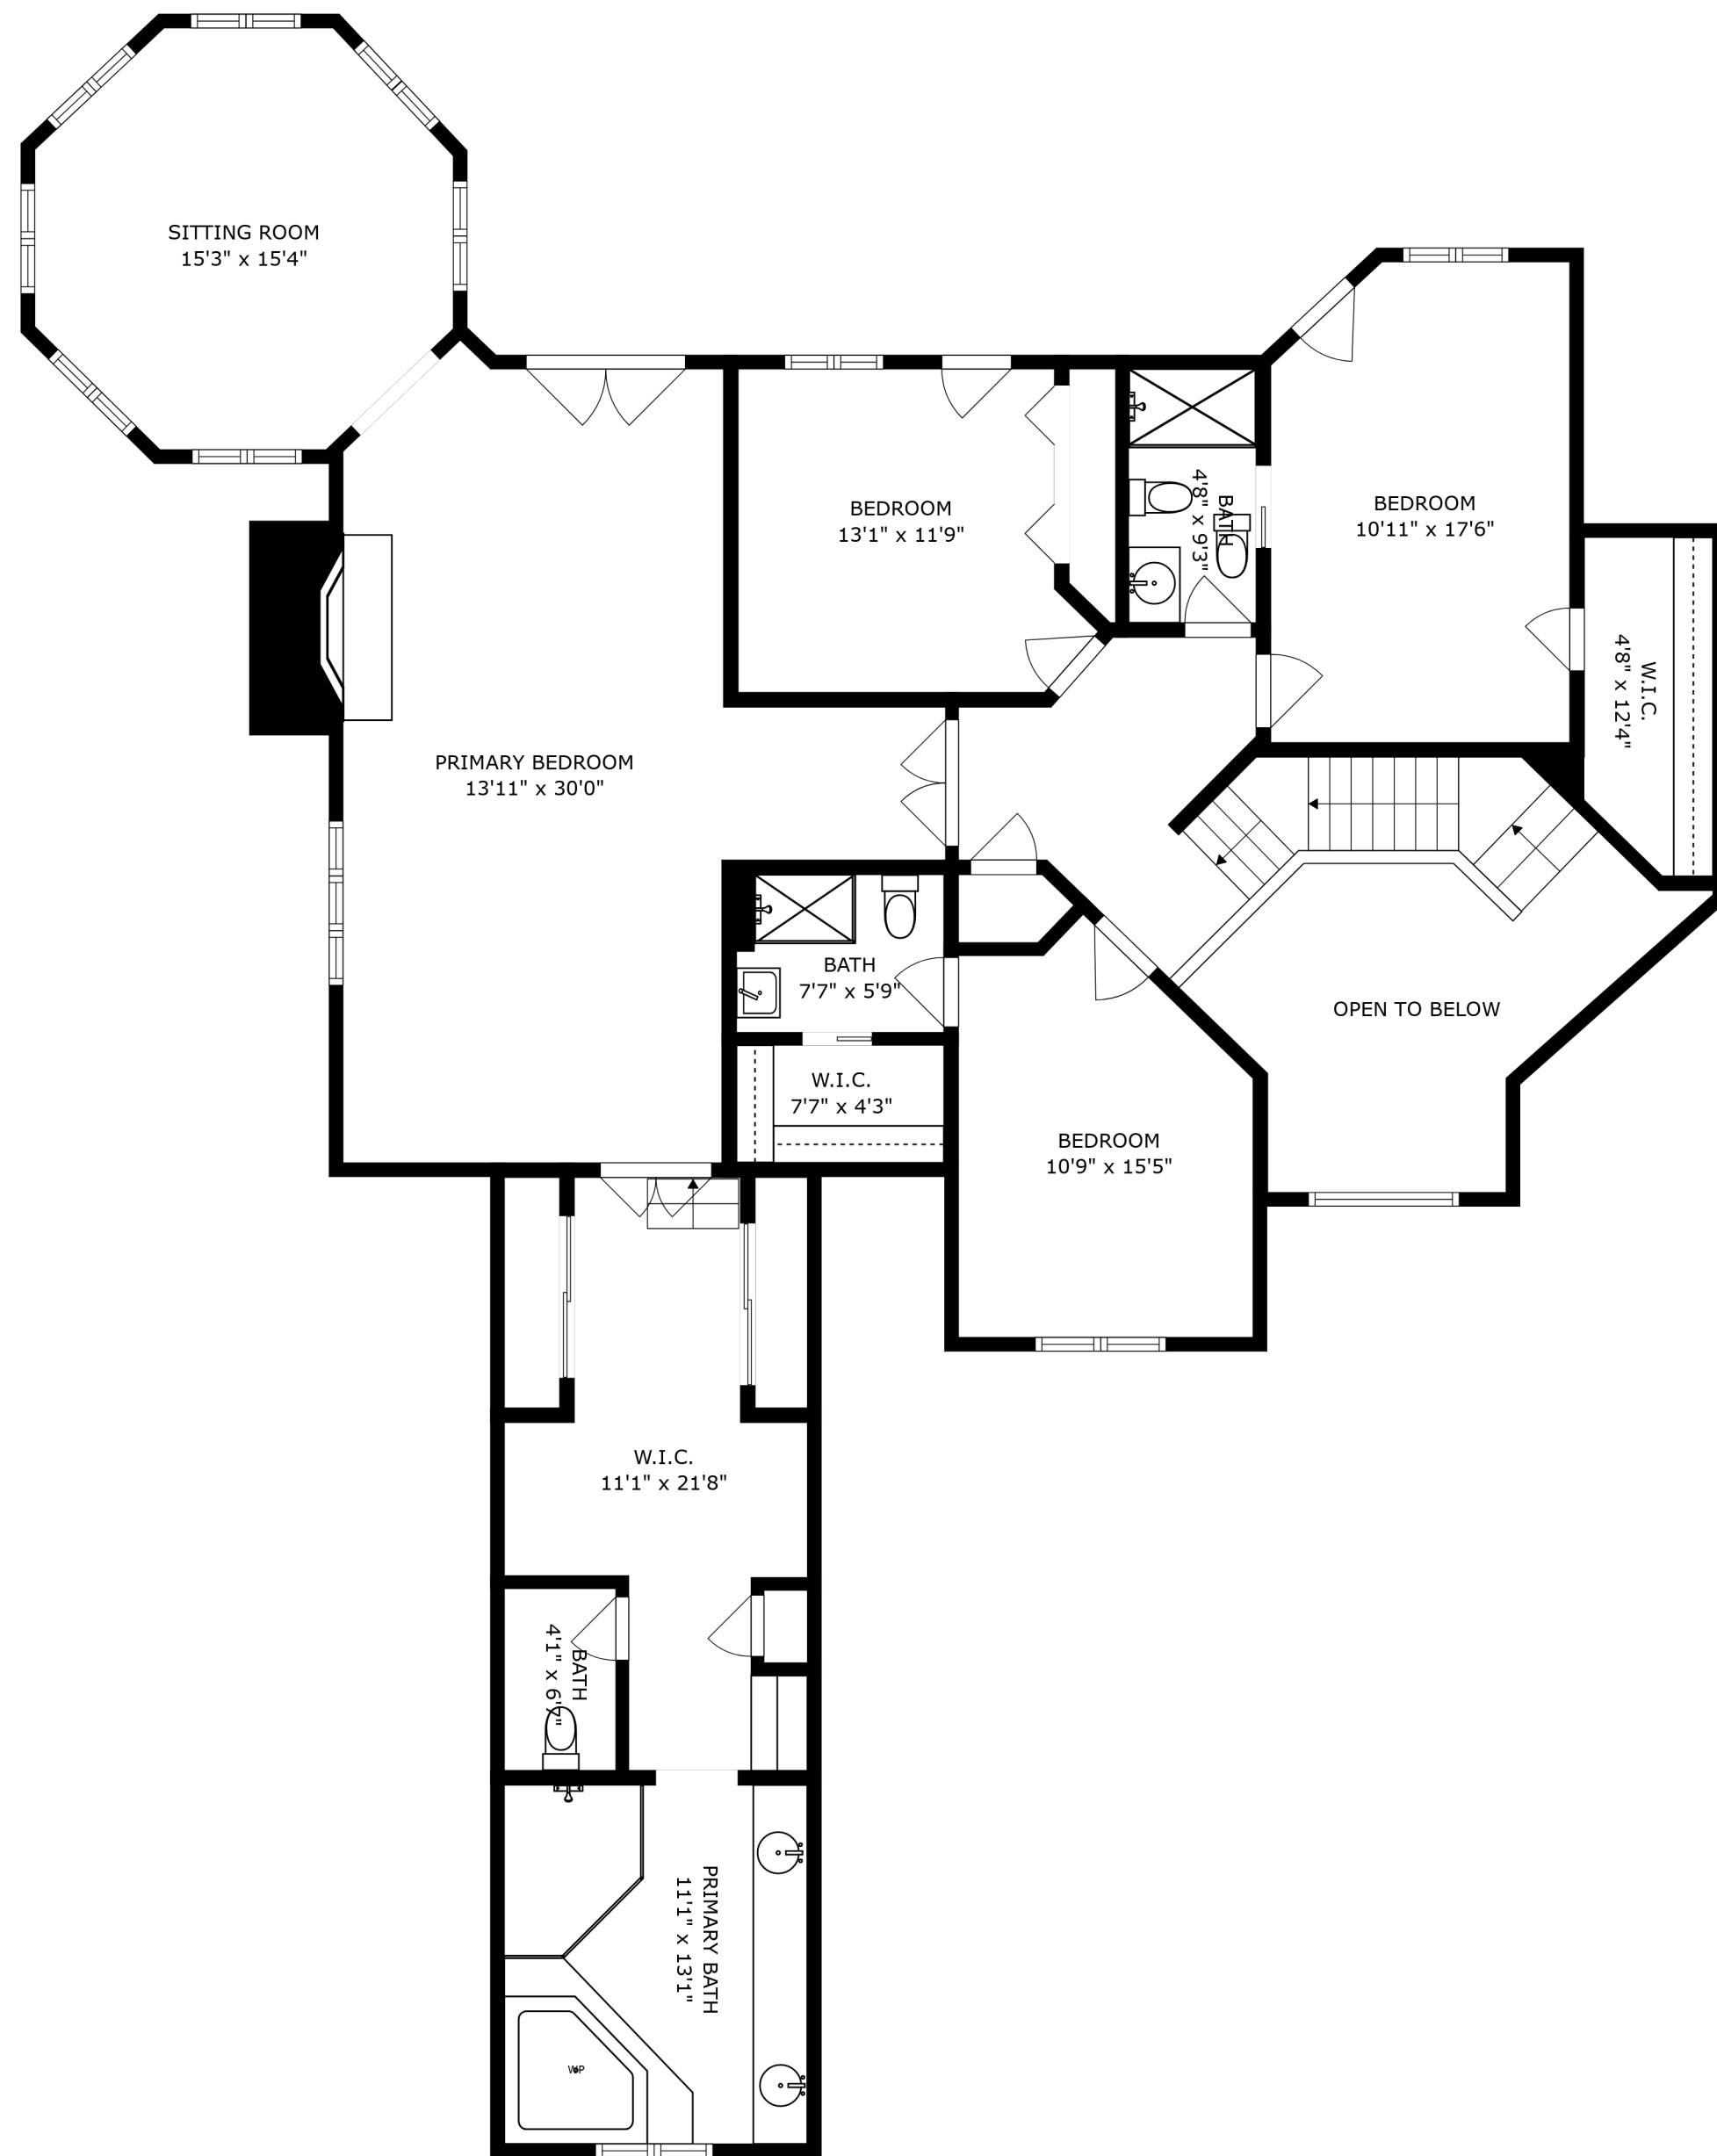 SITTING ROOM
15'3" x 15'4"
BEDROOM
13'1" x 11'9"
BATH
4'8" x 9'3"
BEDROOM
10'11" x 17'6"
W.I.C.
4'8" x 12'4"
PRIMARY BEDROOM
13'11" x 30'0"
BATH
7'7" x 5'9"
OPEN TO BELOW
W.I.C.
7'7" x 4'3"
BEDROOM
10'9" x 15'5"
W.I.C.
11'1" x 21'8"
BATH
4'1" x 6'7"
PRIMARY BATH
11'1" x 13'1"
WP